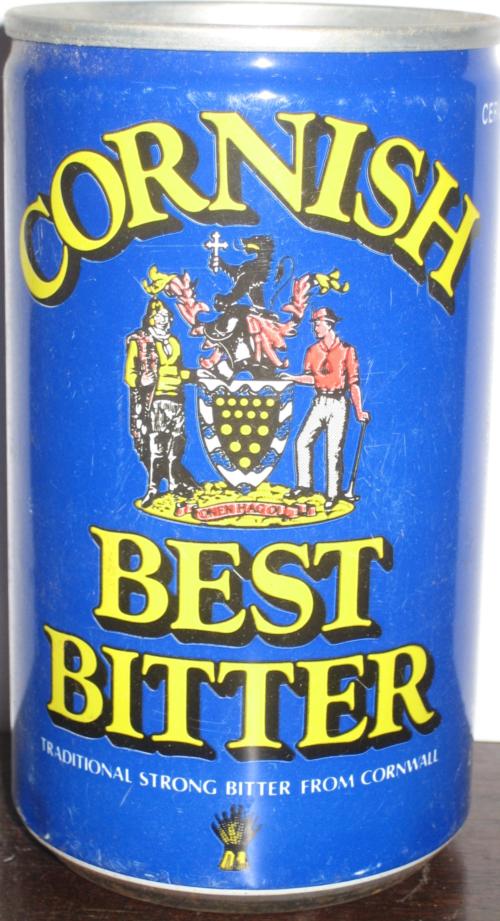 CORNISH
ONEN HAG OLL
BEST
BITTER
TRADITIONAL STRONG BITTER FROM CORNWALL